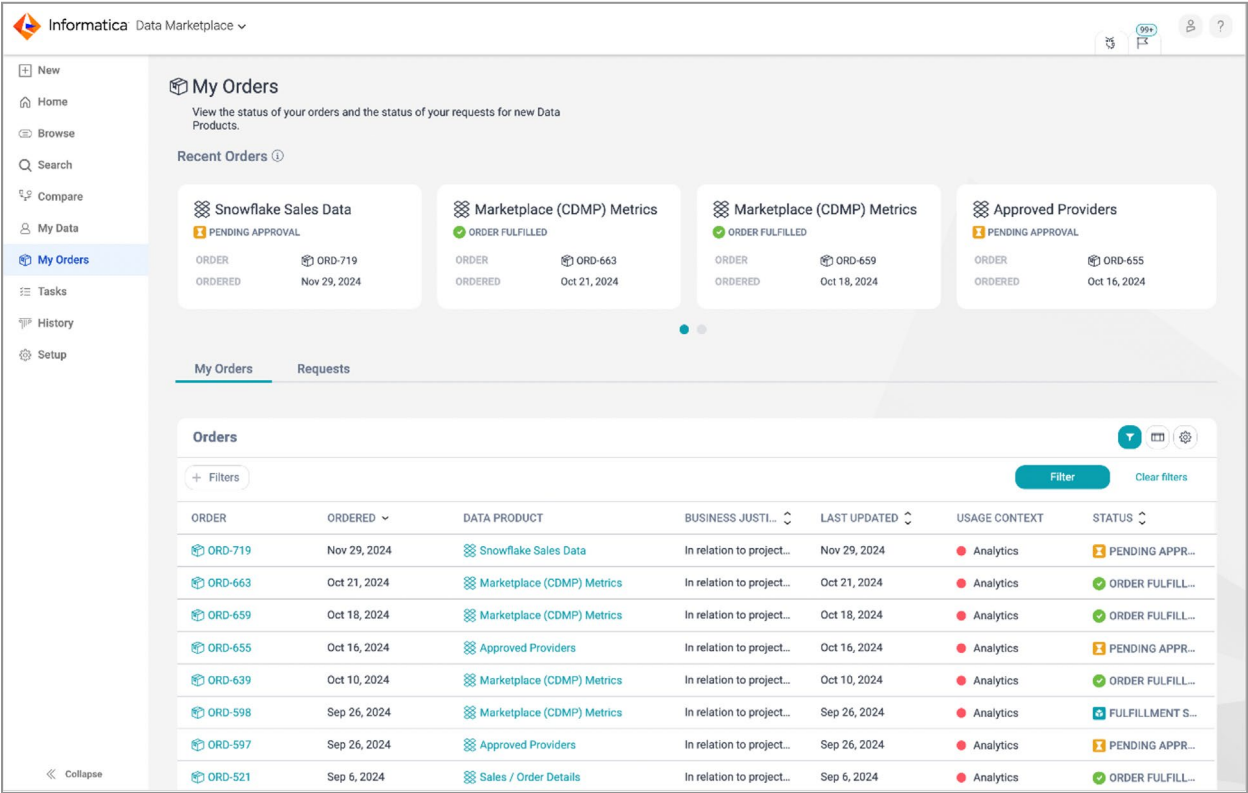 Informatica Data Marketplace
99+
?
New
Home
Browse
Search
Compare
My Data
My Orders
Tasks
History
Setup
Collapse
My Orders
View the status of your orders and the status of your requests for new Data
Products.
Recent Orders
Snowflake Sales Data
PENDING APPROVAL
ORDER ORD-719
ORDERED Nov 29, 2024
Marketplace (CDMP) Metrics
ORDER FULFILLED
ORDER ORD-663
ORDERED Oct 21, 2024
Marketplace (CDMP) Metrics
ORDER FULFILLED
ORDER ORD-659
ORDERED Oct 18, 2024
Approved Providers
PENDING APPROVAL
ORDER ORD-655
ORDERED Oct 16, 2024
My Orders Requests
Orders
+ Filters Filter Clear filters
ORDER ORDERED DATA PRODUCT BUSINESS JUSTI... LAST UPDATED USAGE CONTEXT STATUS
ORD-719 Nov 29, 2024 Snowflake Sales Data In relation to project... Nov 29, 2024 Analytics PENDING APPR...
ORD-663 Oct 21, 2024 Marketplace (CDMP) Metrics In relation to project... Oct 21, 2024 Analytics ORDER FULFILL...
ORD-659 Oct 18, 2024 Marketplace (CDMP) Metrics In relation to project... Oct 18, 2024 Analytics ORDER FULFILL...
ORD-655 Oct 16, 2024 Approved Providers In relation to project... Oct 16, 2024 Analytics PENDING APPR...
ORD-639 Oct 10, 2024 Marketplace (CDMP) Metrics In relation to project... Oct 10, 2024 Analytics ORDER FULFILL...
ORD-598 Sep 26, 2024 Marketplace (CDMP) Metrics In relation to project... Sep 26, 2024 Analytics FULFILLMENT S...
ORD-597 Sep 26, 2024 Approved Providers In relation to project... Sep 26, 2024 Analytics PENDING APPR...
ORD-521 Sep 6, 2024 Sales / Order Details In relation to project... Sep 6, 2024 Analytics ORDER FULFILL...